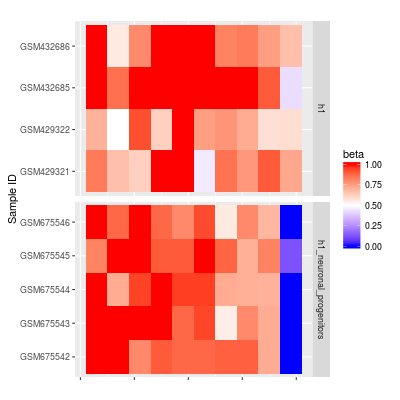 Sample ID
GSM432686
GSM432685
GSM429322
GSM429321
h1
GSM675546
GSM675545
GSM675544
GSM675543
GSM675542
h1_neuronal_progenitors
beta
1.00
0.75
0.50
0.25
0.00